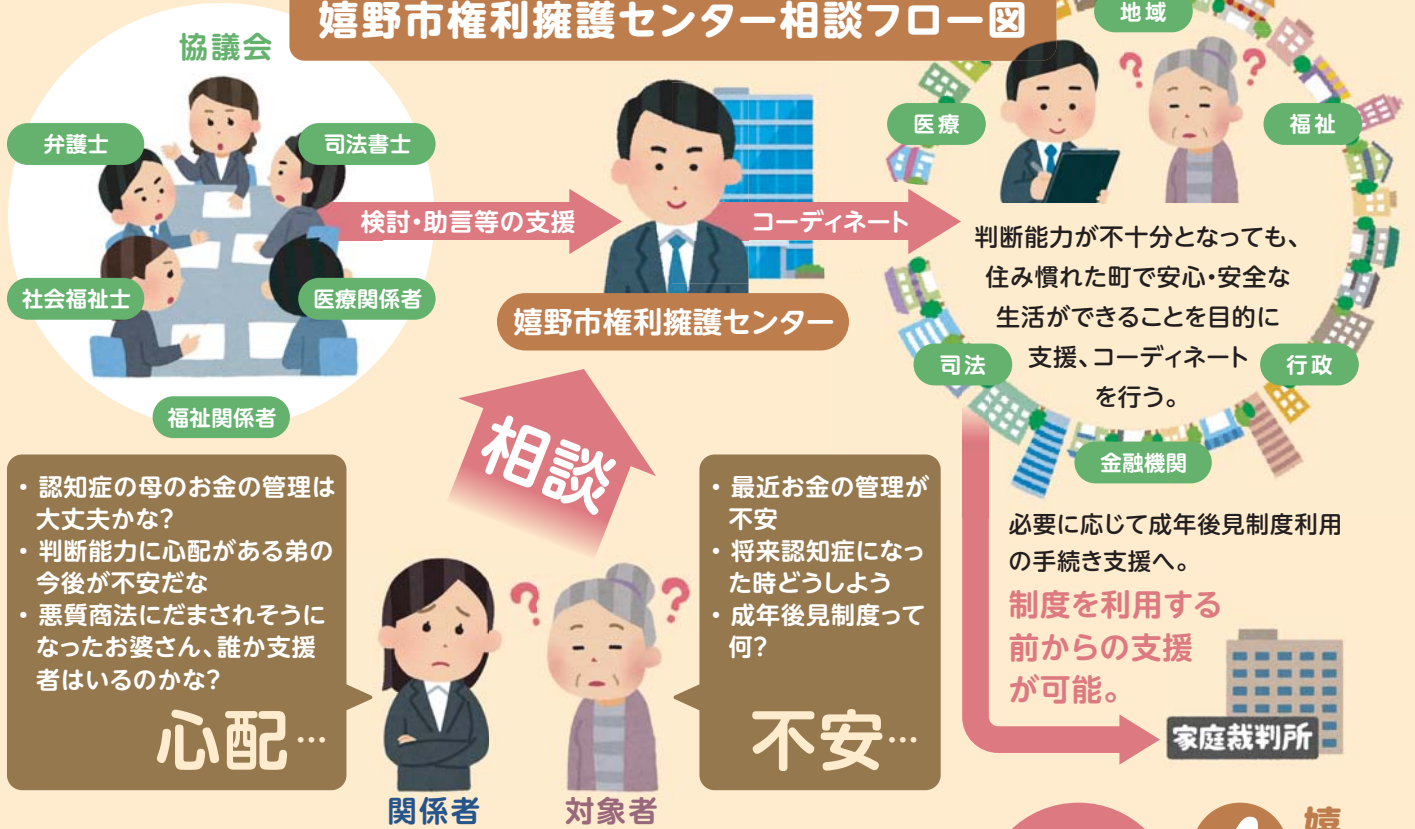 嬉野市権利擁護センター相談フロー図
協議会
弁護士
司法書士
社会福祉士
医療関係者
福祉関係者
検討・助言等の支援
嬉野市権利擁護センター
コーディネート
地域
医療
福祉
司法
行政
金融機関
判断能力が不十分となっても、
住み慣れた町で安心・安全な
生活ができることを目的に
支援、コーディネート
を行う。
相談
・認知症の母のお金の管理は
大丈夫かな?
・判断能力に心配がある弟の
今後が不安だな
・悪質商法にだまされそうに
なったお婆さん、誰か支援
者はいるのかな?
心配…
関係者
対象者
・最近お金の管理が
不安
・将来認知症になっ
た時どうしよう
・成年後見制度って
何?
不安…
必要に応じて成年後見制度利用
の手続き支援へ。
制度を利用する
前からの支援
が可能。
家庭裁判所
嬉